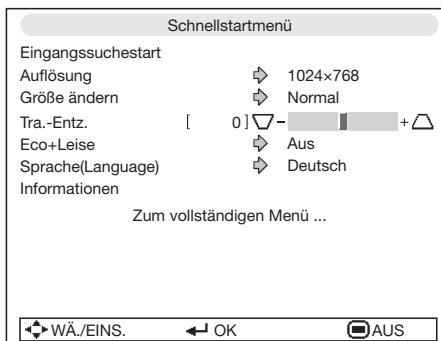 Schnellstartmenü
Eingangssuchestart
Auflösung 1024×768
Größe ändern Normal
Tra.-Entz. [ 0 ] - +
Eco+Leise Aus
Sprache(Language) Deutsch
Informationen
Zum vollständigen Menü ...
WÄ./EINS. OK AUS